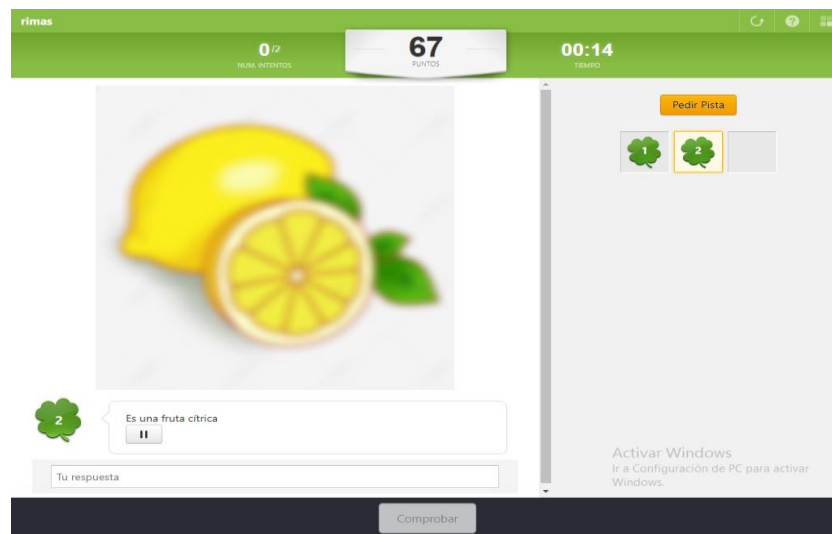 rimas
0/2
NUM. INTENTOS
67
PUNTOS
00:14
TIEMPO
Pedir Pista
1
2
2
Es una fruta cítrica
Tu respuesta
Activar Windows
Ir a Configuración de PC para activar
Windows.
Comprobar